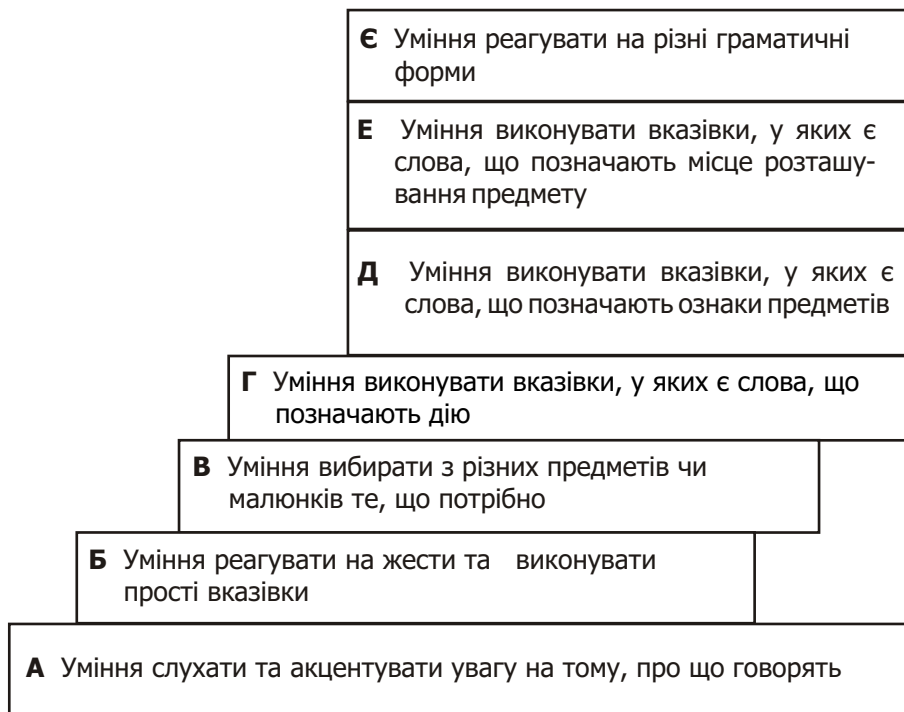 Є Уміння реагувати на різні граматичні
форми
Е Уміння виконувати вказівки, у яких є
слова, що позначають місце розташу-
вання предмету
Д Уміння виконувати вказівки, у яких є
слова, що позначають ознаки предметів
Г Уміння виконувати вказівки, у яких є слова, що
позначають дію
В Уміння вибирати з різних предметів чи
малюнків те, що потрібно
Б Уміння реагувати на жести та виконувати
прості вказівки
А Уміння слухати та акцентувати увагу на тому, про що говорять